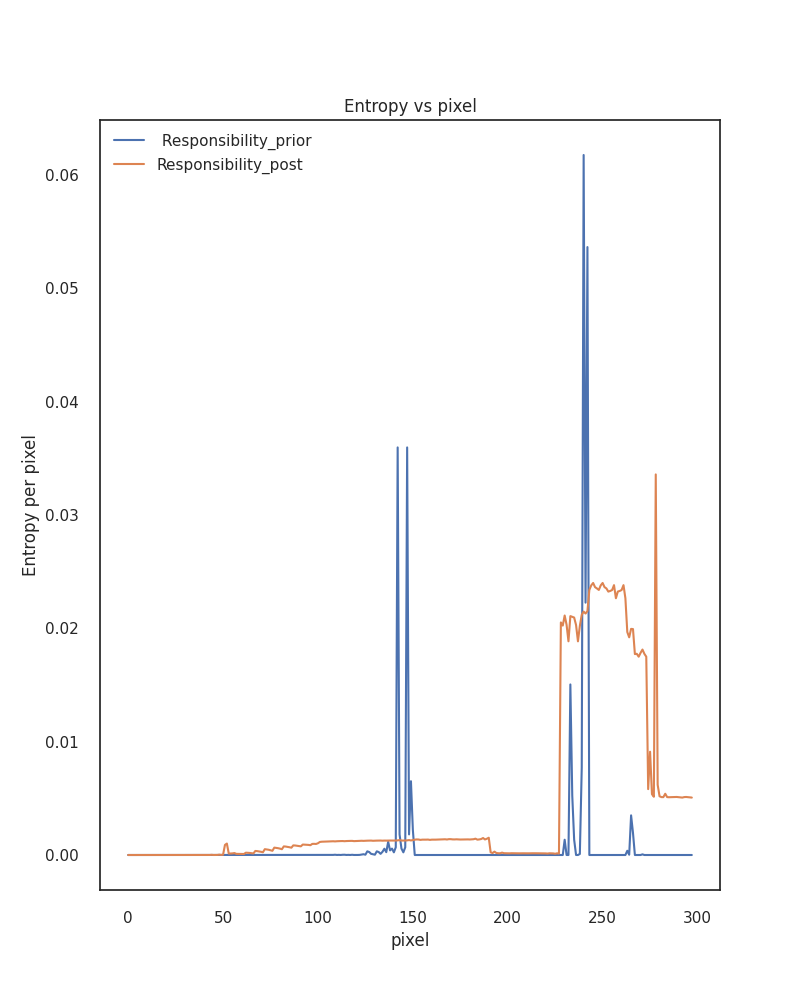 Entropy vs pixel
Responsibility_prior
Responsibility_post
0.06
0.05
0.04
0.03
0.02
0.01
0.00
Entropy per pixel
0 50 100 150 200 250 300
pixel